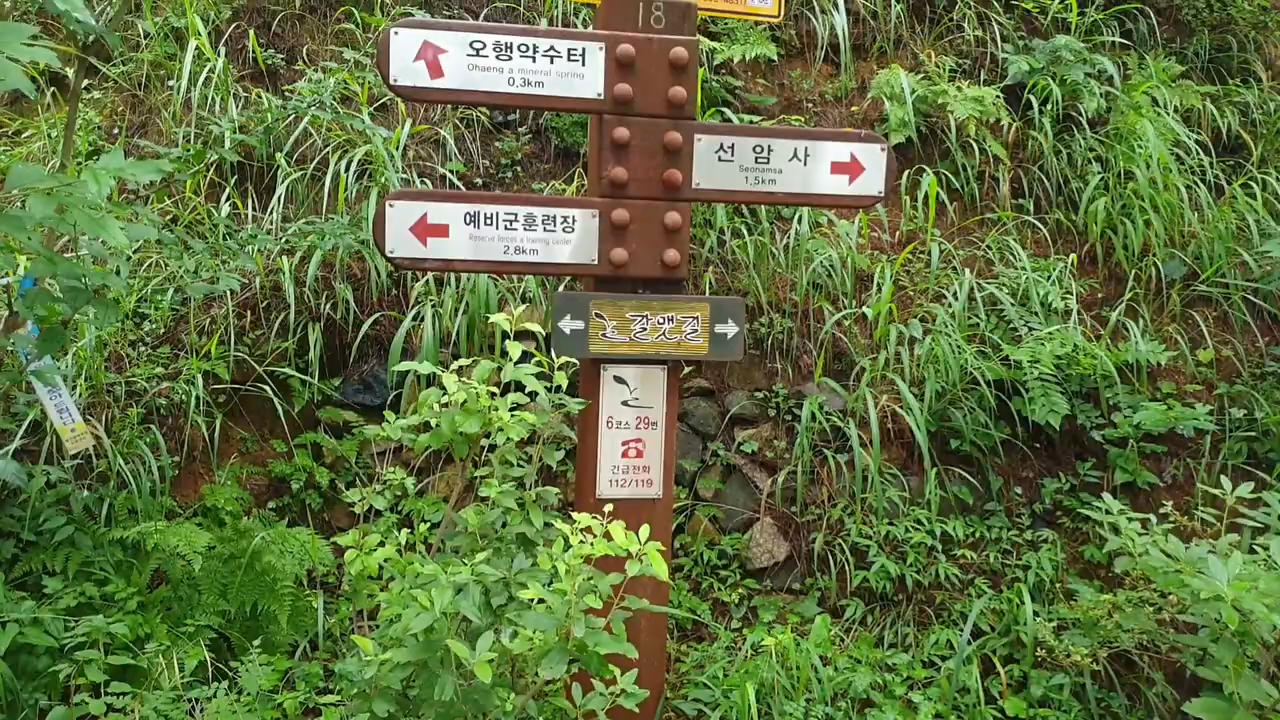 18
오행약수터
Ohaeng a mineral spring
0.3km
선암사
Seonamsa
1.5km
예비군훈련장
Reserve forces a training center
2.8km
갈맷길
6코스 29번
긴급전화
112/119